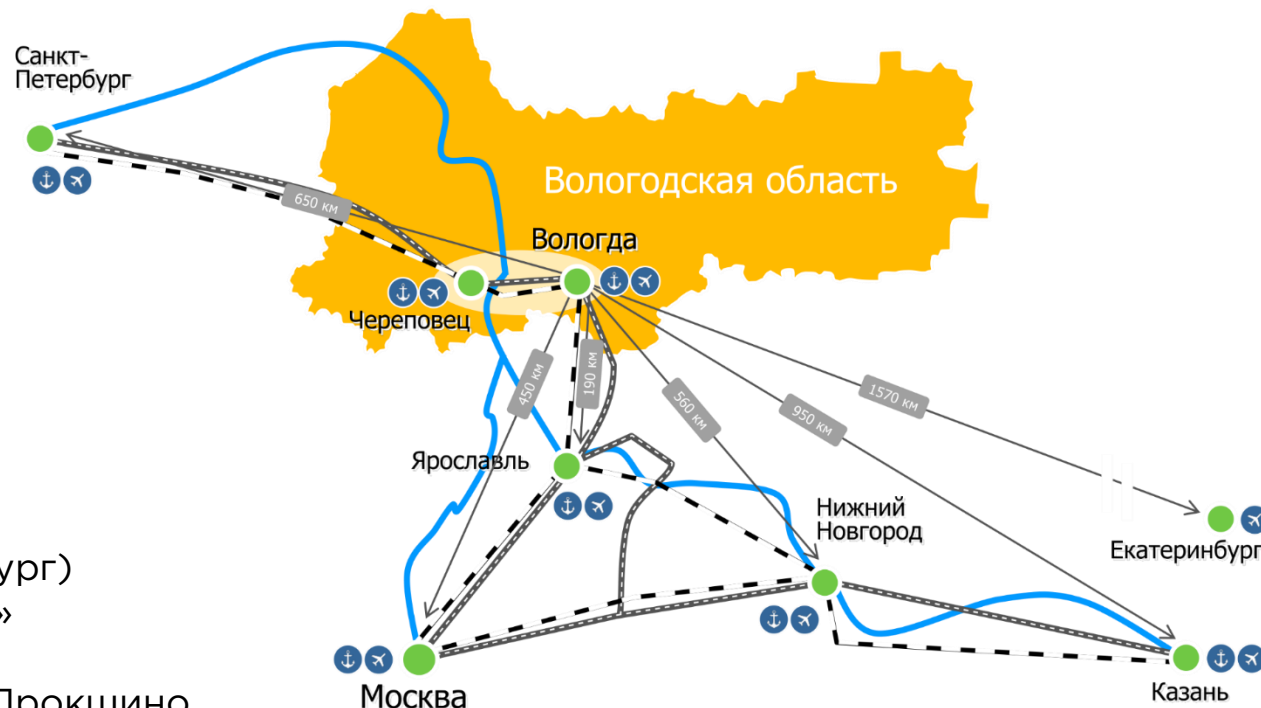 Санкт-
Петербург
Вологодская область
650 км
Вологда
Череповец
450 км
190 км
560 км
950 км
1570 км
Ярославль
Нижний
Новгород
Екатеринбург
ург)
»
Москва
Казань
Прокшино